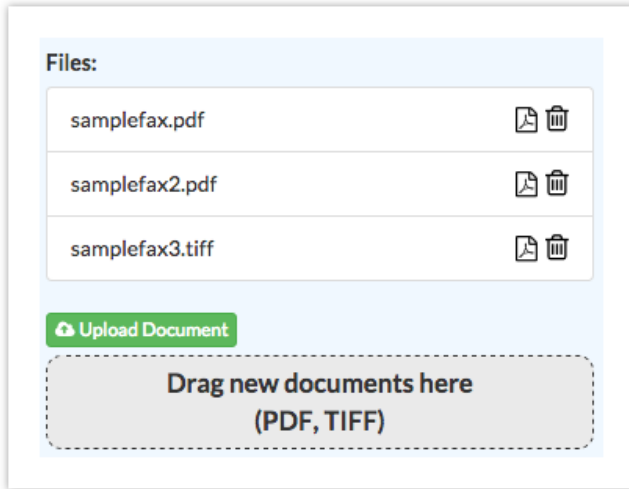 Files:
samplefax.pdf
samplefax2.pdf
samplefax3.tiff
Upload Document
Drag new documents here
(PDF, TIFF)